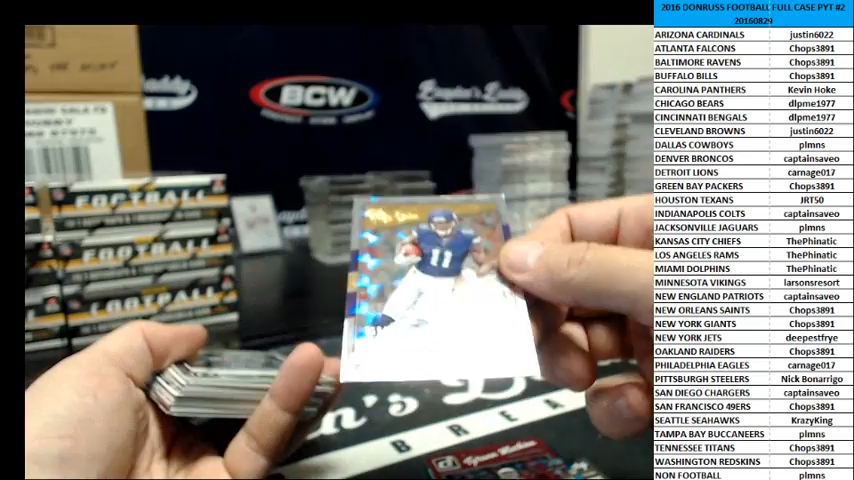 2016 DONRUSS FOOTBALL FULL CASE PYT #2
20160829
ARIZONA CARDINALS justin6022
ATLANTA FALCONS Chops3891
BALTIMORE RAVENS Chops3891
BUFFALO BILLS Chops3891
CAROLINA PANTHERS Kevin Hoke
CHICAGO BEARS dlpme1977
CINCINNATI BENGALS dlpme1977
CLEVELAND BROWNS justin6022
DALLAS COWBOYS plmns
DENVER BRONCOS captainsaveo
DETROIT LIONS carnage017
GREEN BAY PACKERS Chops3891
HOUSTON TEXANS JRT50
INDIANAPOLIS COLTS captainsaveo
JACKSONVILLE JAGUARS plmns
KANSAS CITY CHIEFS ThePhinatic
LOS ANGELES RAMS ThePhinatic
MIAMI DOLPHINS ThePhinatic
MINNESOTA VIKINGS larsonsresort
NEW ENGLAND PATRIOTS captainsaveo
NEW ORLEANS SAINTS Chops3891
NEW YORK GIANTS Chops3891
NEW YORK JETS deepestfrye
OAKLAND RAIDERS Chops3891
PHILADELPHIA EAGLES carnage017
PITTSBURGH STEELERS Nick Bonarrigo
SAN DIEGO CHARGERS captainsaveo
SAN FRANCISCO 49ERS Chops3891
SEATTLE SEAHAWKS KrazyKing
TAMPA BAY BUCCANEERS plmns
TENNESSEE TITANS Chops3891
WASHINGTON REDSKINS Chops3891
NON FOOTBALL plmns
BCW
FOOTBALL
FOOTBALL
FOOTBALL
FOOTBALL
11
BREA